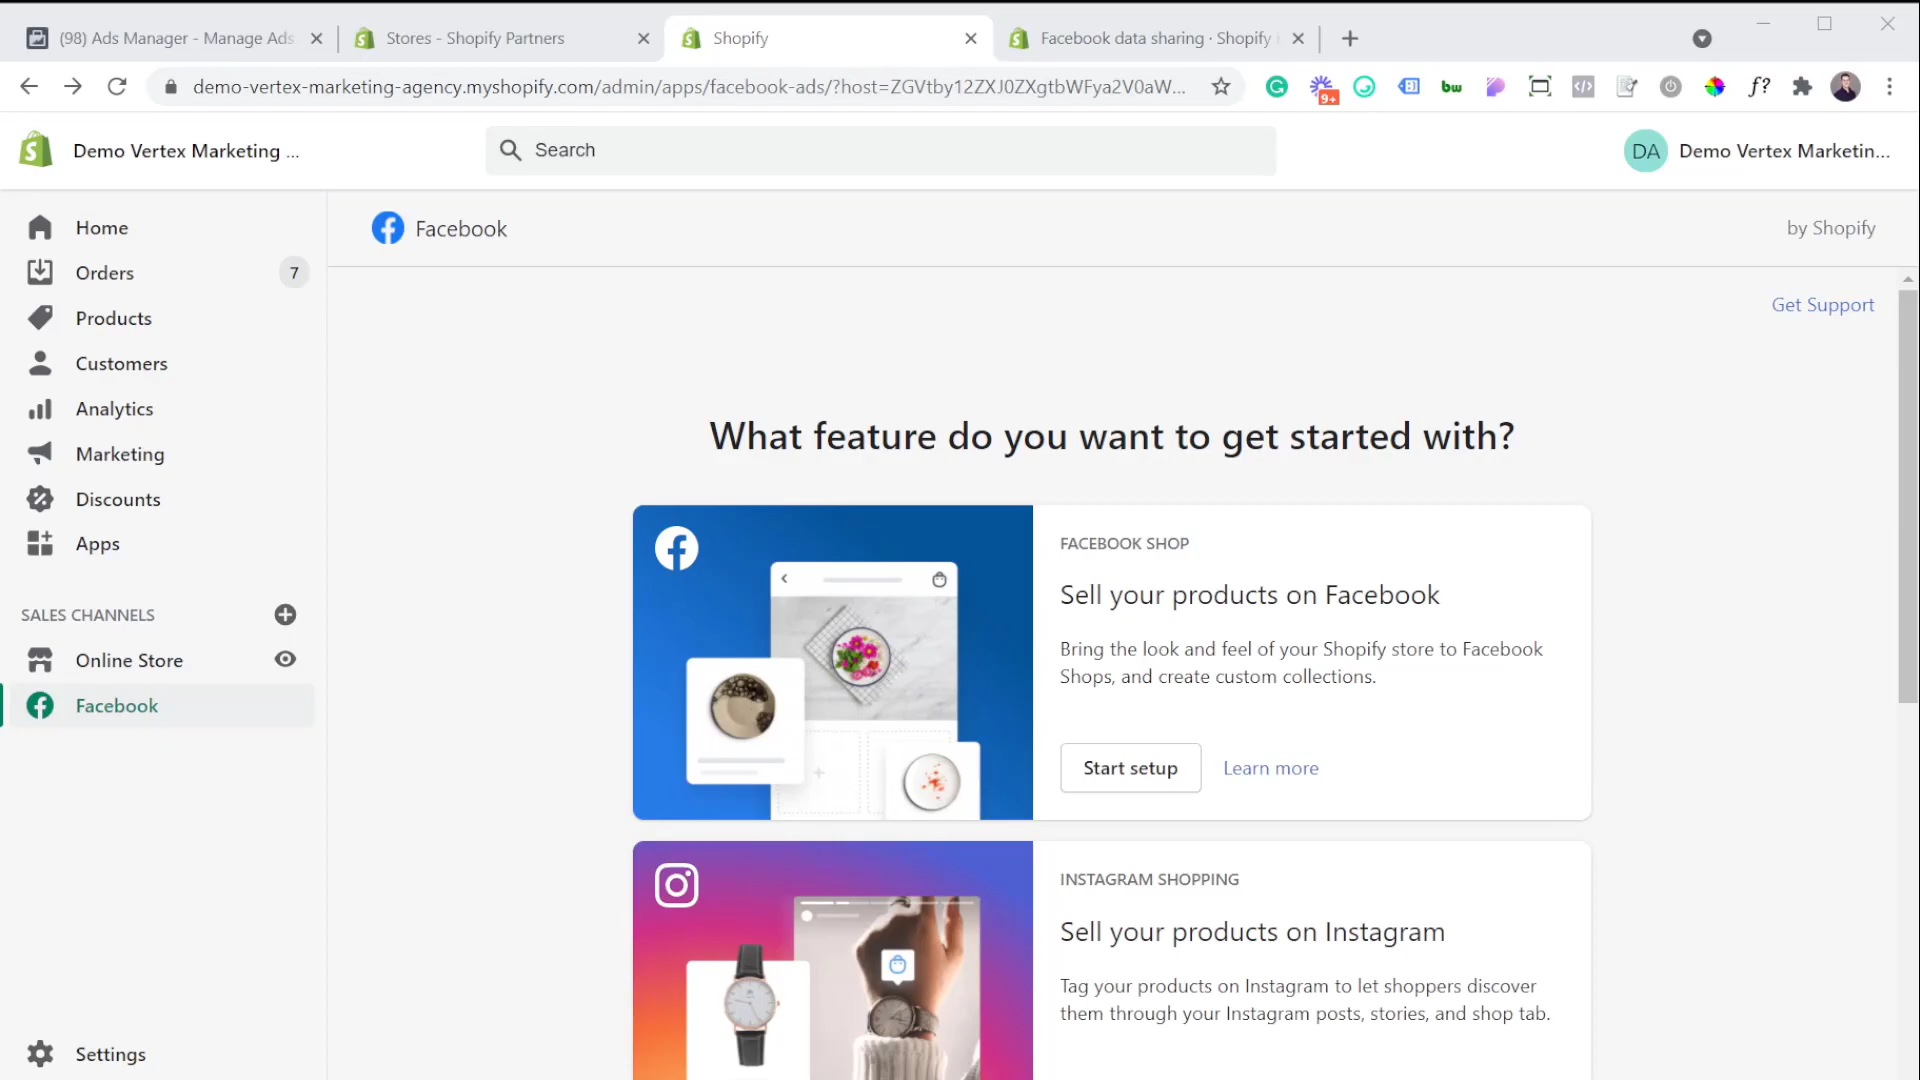 (98) Ads Manager - Manage Ads
Stores - Shopify Partners
Shopify
Facebook data sharing · Shopify
demo-vertex-marketing-agency.myshopify.com/admin/apps/facebook-ads/?host=ZGVtby12ZXJ0ZXgtbWFya2V0aW...
9+
bw
f?
Demo Vertex Marketing ...
Search
DA
Demo Vertex Marketin...
Home
Orders
7
Products
Customers
Analytics
Marketing
Discounts
Apps
SALES CHANNELS
Online Store
Facebook
Settings
Facebook
by Shopify
Get Support
What feature do you want to get started with?
FACEBOOK SHOP
Sell your products on Facebook
Bring the look and feel of your Shopify store to Facebook
Shops, and create custom collections.
Start setup
Learn more
INSTAGRAM SHOPPING
Sell your products on Instagram
Tag your products on Instagram to let shoppers discover
them through your Instagram posts, stories, and shop tab.